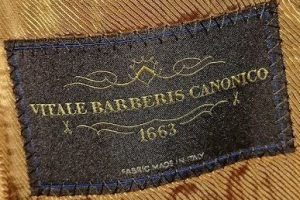 VITALE BARBERIS CANONICO
1663
FABRIC MADE IN ITALY